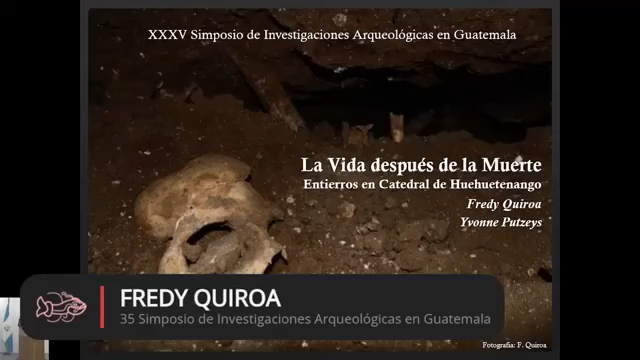 XXXV Simposio de Investigaciones Arqueológicas en Guatemala
La Vida después de la Muerte
Entierros en Catedral de Huehuetenango
Fredy Quiroa
Yvonne Putzeys
FREDY QUIROA
35 Simposio de Investigaciones Arqueológicas en Guatemala
Fotografía: F. Quiroa